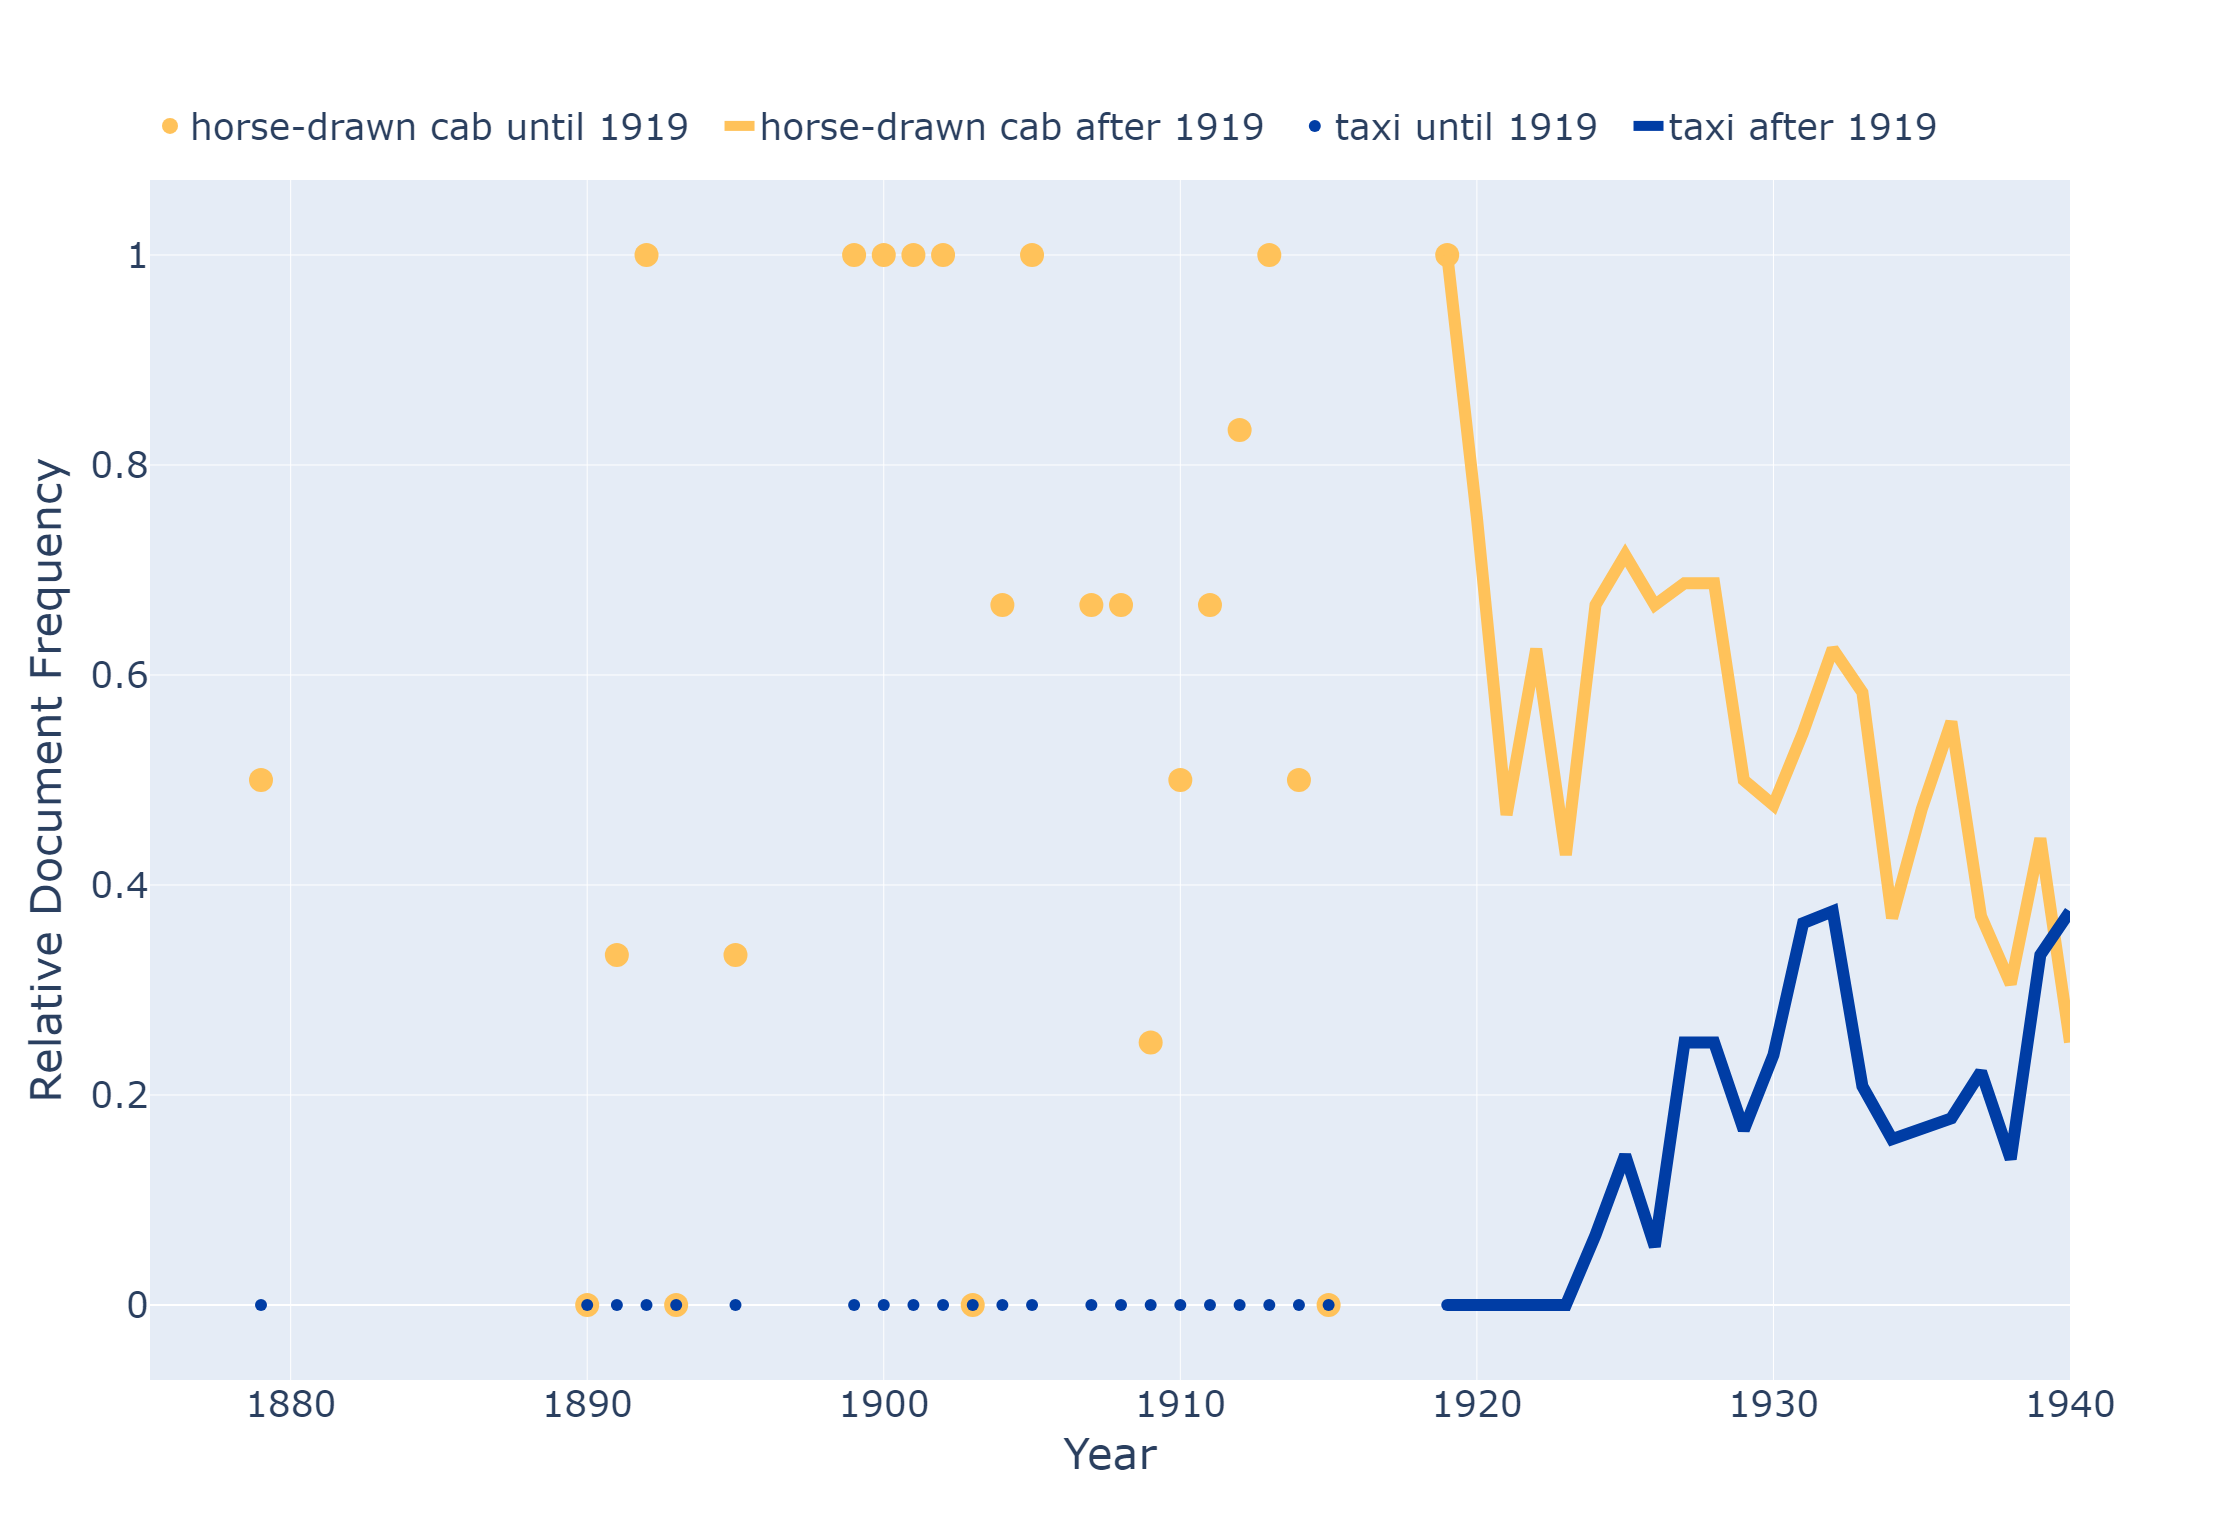 horse-drawn cab until 1919 horse-drawn cab after 1919 taxi until 1919 taxi after 1919
1
0.8
0.6
0.4
0.2
0
Relative Document Frequency
1880 1890 1900 1910 1920 1930 1940
Year